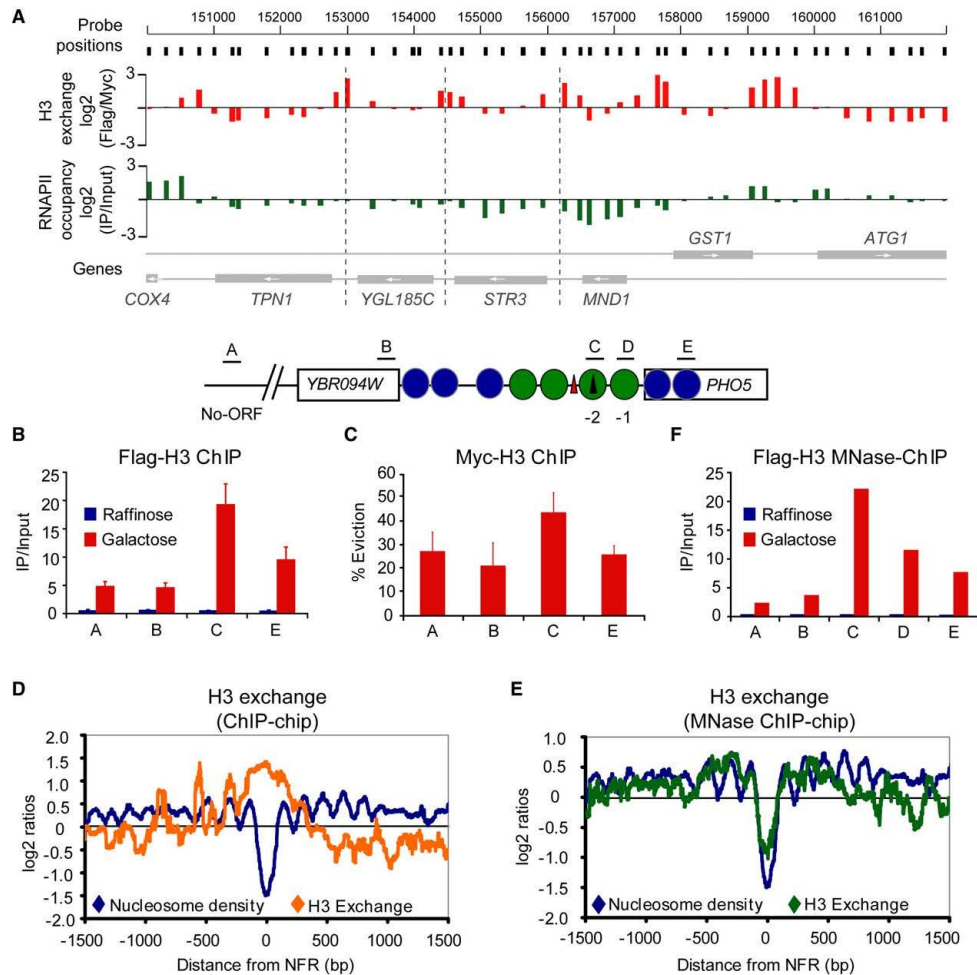 A
151000 152000 153000 154000 155000 156000 157000 158000 159000 160000 161000
Probe positions
H3 exchange log2 (Flag/Myc)
3
-3
RNAPII occupancy log2 (IP/Input)
3
-3
Genes
GST1 ATG1
COX4 TPN1 YGL185C STR3 MND1
A B C D E
YBR094W PHO5
No-ORF -2 -1
B
Flag-H3 ChIP
IP/Input
25
20
15
10
5
0
Raffinose
Galactose
A B C E
C
Myc-H3 ChIP
% Eviction
60
50
40
30
20
10
0
A B C E
F
Flag-H3 MNase-ChIP
IP/Input
25
20
15
10
5
0
Raffinose
Galactose
A B C D E
D
H3 exchange
(ChIP-chip)
log2 ratios
2.0
1.5
1.0
0.5
0
-0.5
-1.0
-1.5
-2.0
Nucleosome density H3 Exchange
-1500 -1000 -500 0 500 1000 1500
Distance from NFR (bp)
E
H3 exchange
(MNase ChIP-chip)
log2 ratios
1.0
0.5
0
-0.5
-1.0
-1.5
-2.0
Nucleosome density H3 Exchange
-1500 -1000 -500 0 500 1000 1500
Distance from NFR (bp)